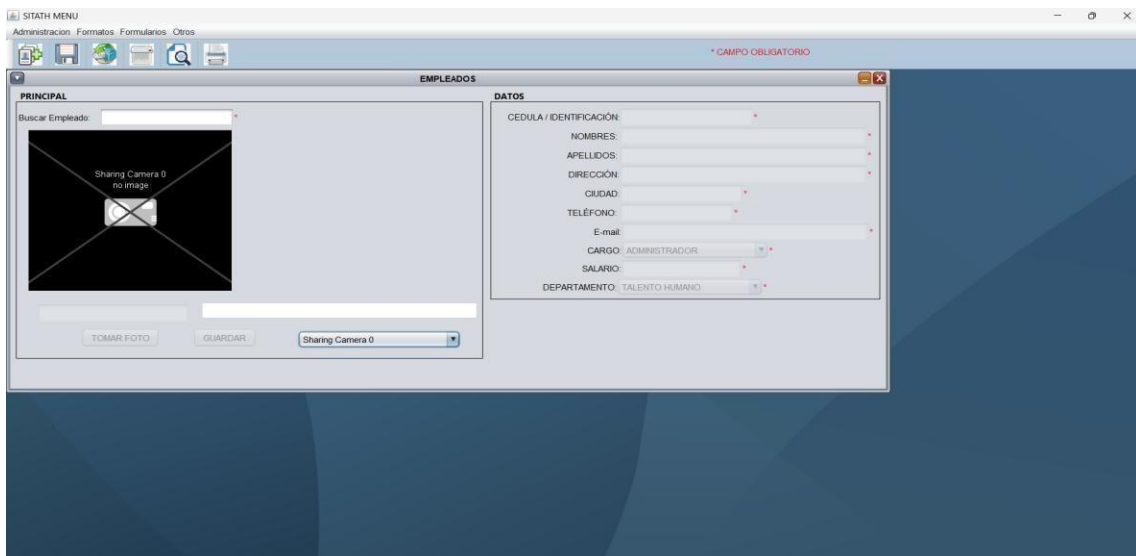 SITATH MENU
Administracion Formatos Formularios Otros
* CAMPO OBLIGATORIO
EMPLEADOS
PRINCIPAL
Buscar Empleado: *
Sharing Camera 0
no image
TOMAR FOTO GUARDAR Sharing Camera 0
DATOS
CEDULA / IDENTIFICACIÓN: *
NOMBRES: *
APELLIDOS: *
DIRECCIÓN: *
CIUDAD: *
TELÉFONO: *
E-mail: *
CARGO: ADMINISTRADOR *
SALARIO: *
DEPARTAMENTO: TALENTO HUMANO *